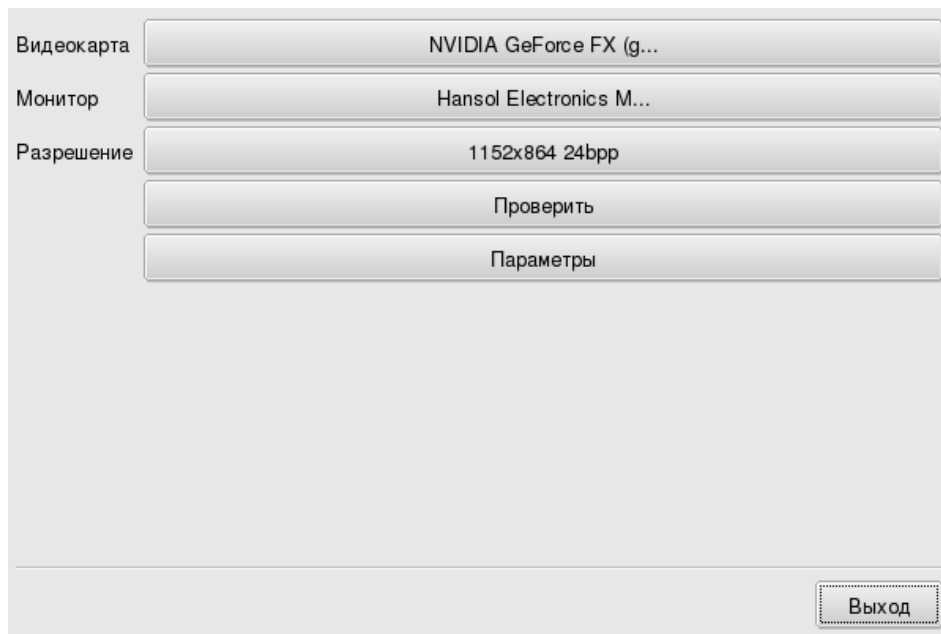 Видеокарта NVIDIA GeForce FX (g...
Монитор Hansol Electronics M...
Разрешение 1152x864 24bpp
Проверить
Параметры
Выход